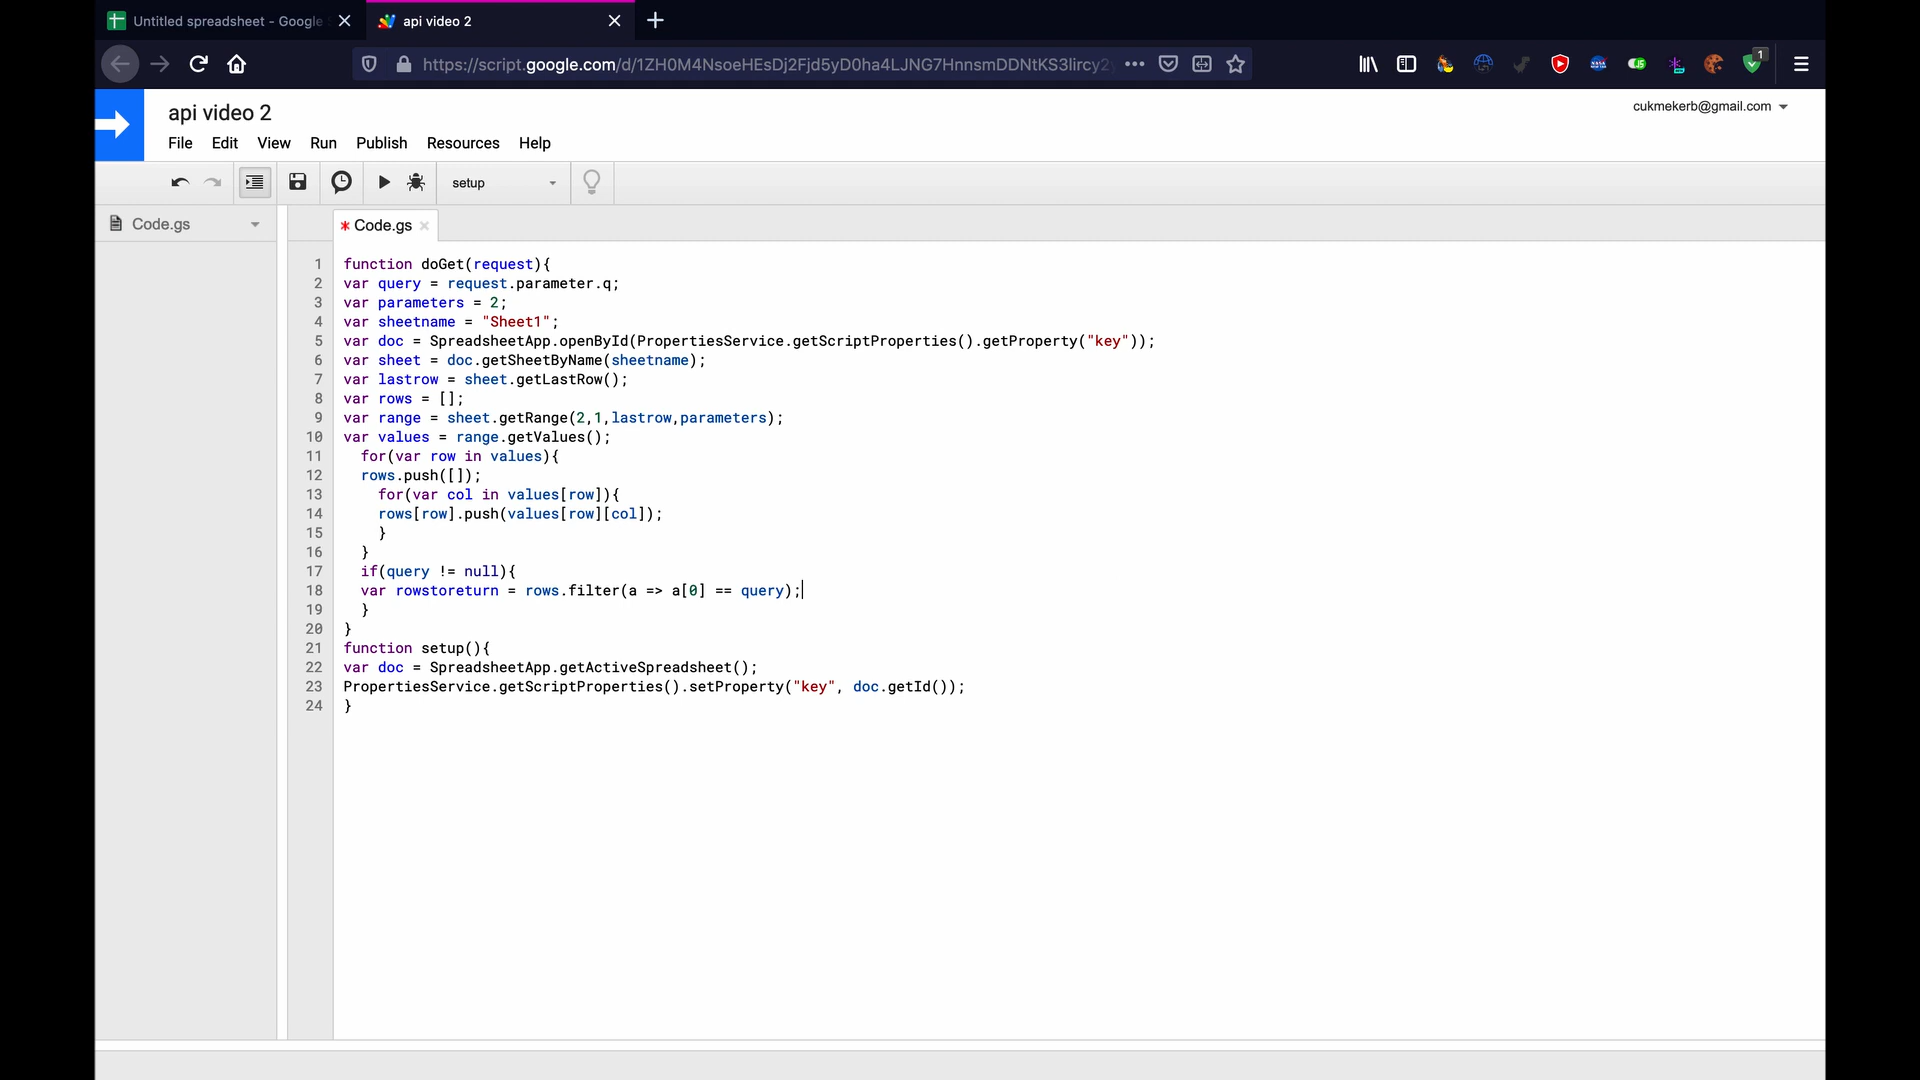 Untitled spreadsheet - Google
api video 2
https://script.google.com/d/1ZH0M4NsoeHEsDj2Fjd5yD0ha4LJNG7HnnsmDDNtKS3lircy2
1
api video 2
cukmekerb@gmail.com
File Edit View Run Publish Resources Help
setup
Code.gs
* Code.gs
1 function doGet(request){
2 var query = request.parameter.q;
3 var parameters = 2;
4 var sheetname = "Sheet1";
5 var doc = SpreadsheetApp.openById(PropertiesService.getScriptProperties().getProperty("key"));
6 var sheet = doc.getSheetByName(sheetname);
7 var lastrow = sheet.getLastRow();
8 var rows = [];
9 var range = sheet.getRange(2,1,lastrow,parameters);
10 var values = range.getValues();
11 for(var row in values){
12 rows.push([]);
13 for(var col in values[row]){
14 rows[row].push(values[row][col]);
15 }
16 }
17 if(query != null){
18 var rowstoreturn = rows.filter(a => a[0] == query);
19 }
20 }
21 function setup(){
22 var doc = SpreadsheetApp.getActiveSpreadsheet();
23 PropertiesService.getScriptProperties().setProperty("key", doc.getId());
24 }